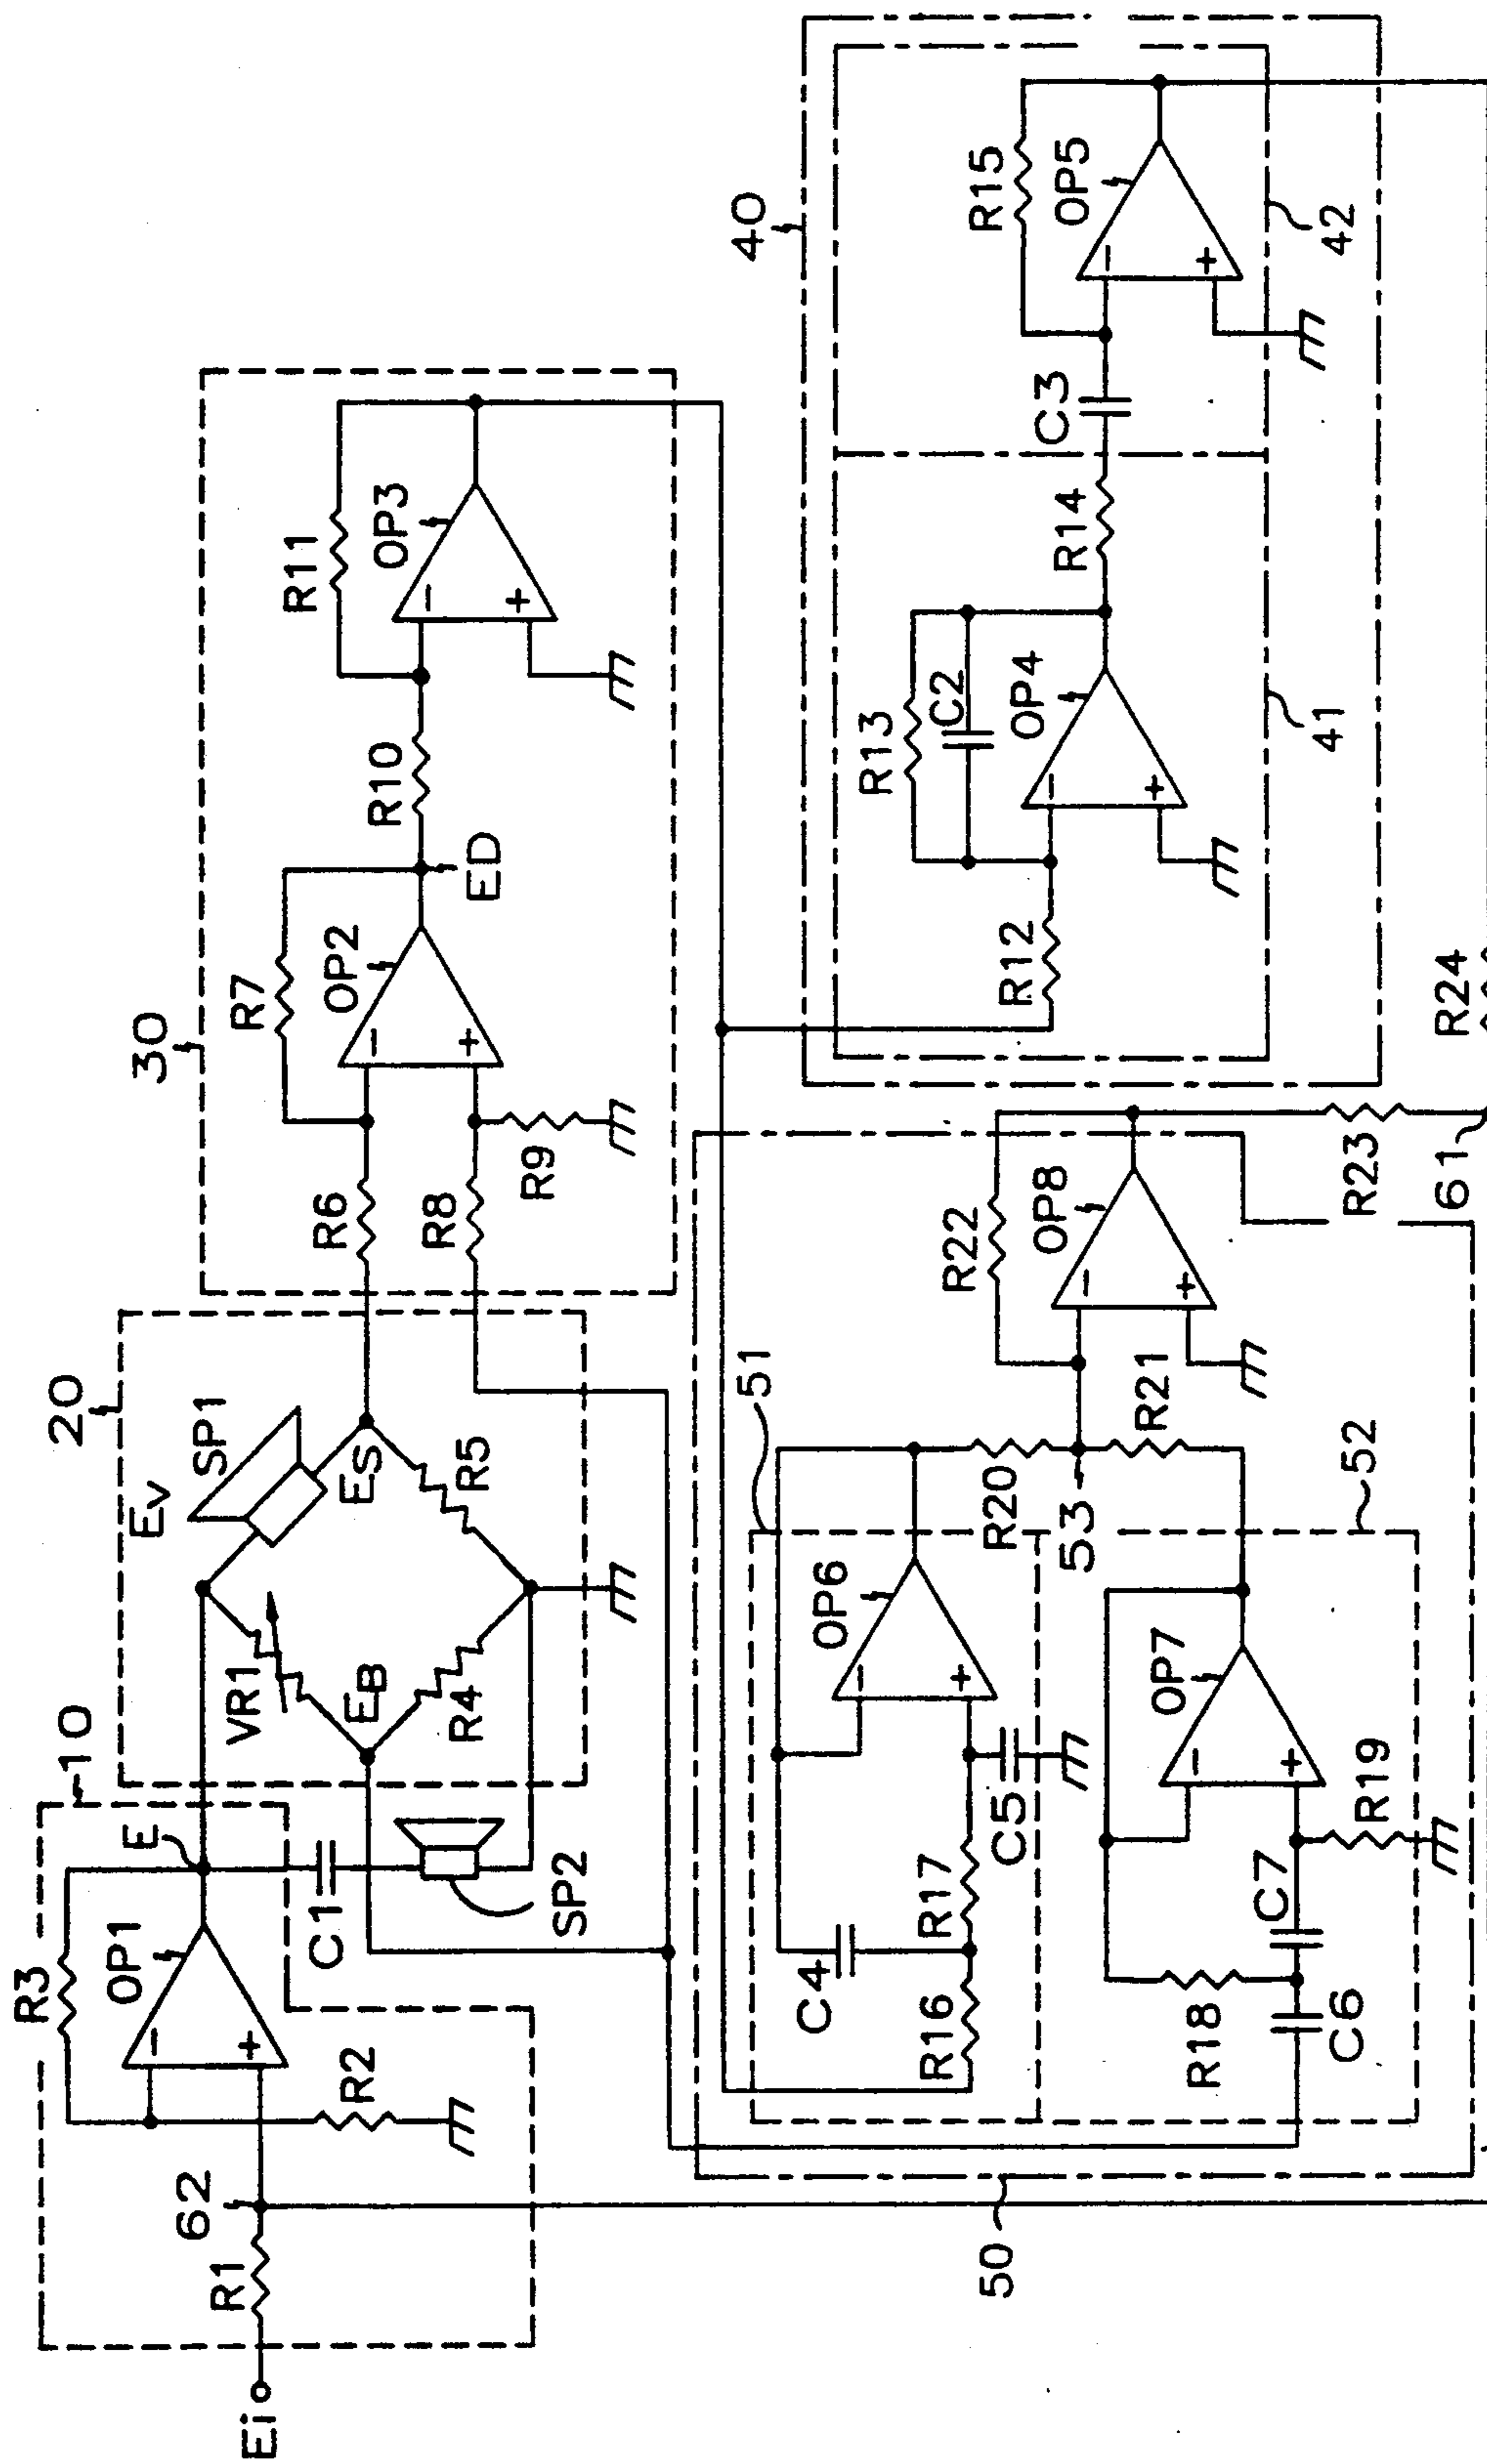 Ei
R1
62
R2
R3
OP1
−
+
10
E
C1
SP2
20
Ev
SP1
VR1
EB
R4
ES
R5
30
R6
R8
R9
R7
OP2
−
+
ED
R10
R11
OP3
−
+
40
R12
R13
C2
OP4
−
+
41
R14
C3
R15
OP5
−
+
42
50
51
R16
C4
R17
C5
OP6
−
+
52
C6
R18
C7
R19
OP7
−
+
R20
53
R21
R22
OP8
−
+
R23
61
R24